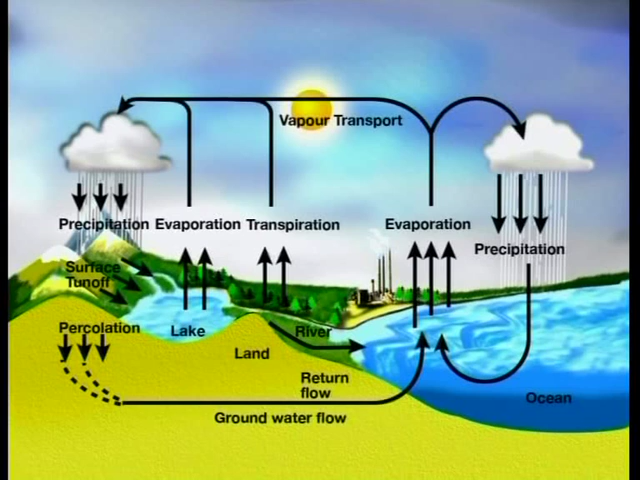 Vapour Transport
Precipitation
Evaporation
Transpiration
Evaporation
Precipitation
Surface
Tunoff
Percolation
Lake
River
Land
Return
flow
Ocean
Ground water flow